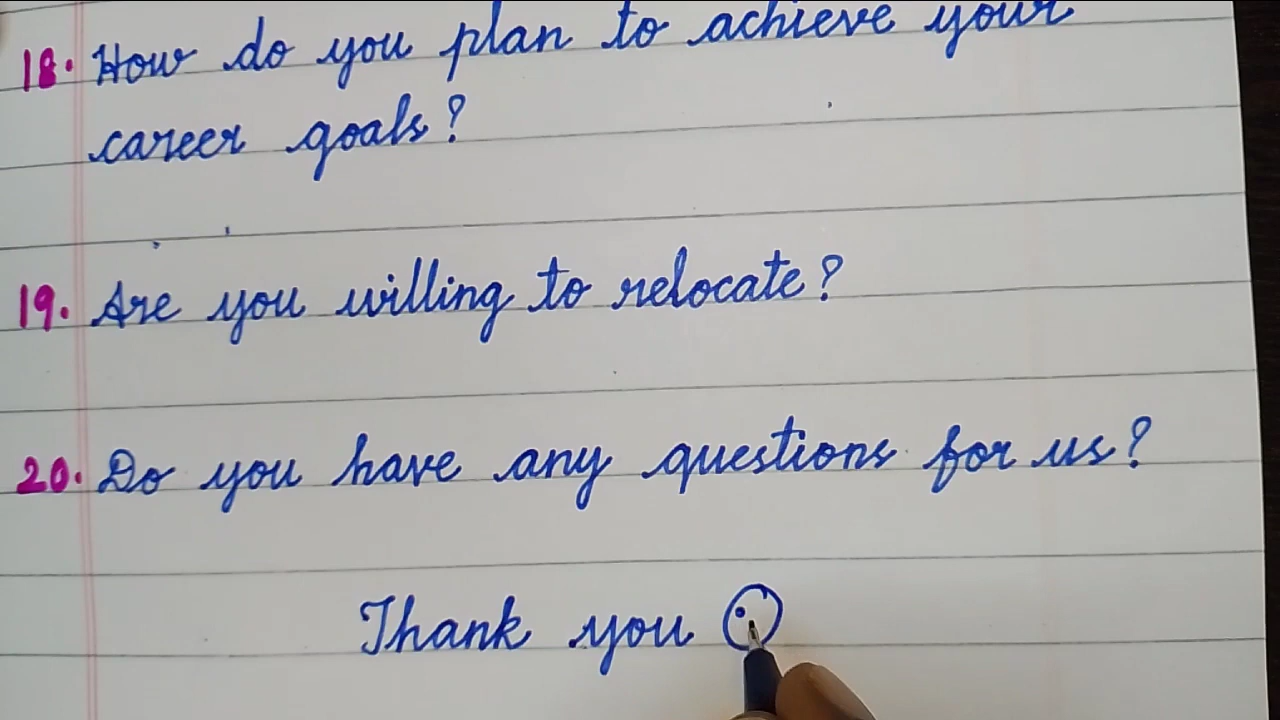 18. How do you plan to achieve your
career goals?
19. Are you willing to relocate?
20. Do you have any questions for us?
Thank you